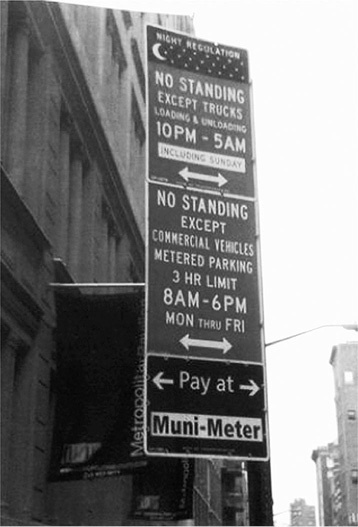 NIGHT REGULATION
NO STANDING
EXCEPT TRUCKS
LOADING & UNLOADING
10PM - 5AM
INCLUDING SUNDAY
NO STANDING
EXCEPT
COMMERCIAL VEHICLES
METERED PARKING
3 HR LIMIT
8AM-6PM
MON THRU FRI
Pay at
Muni-Meter
Metropolitan